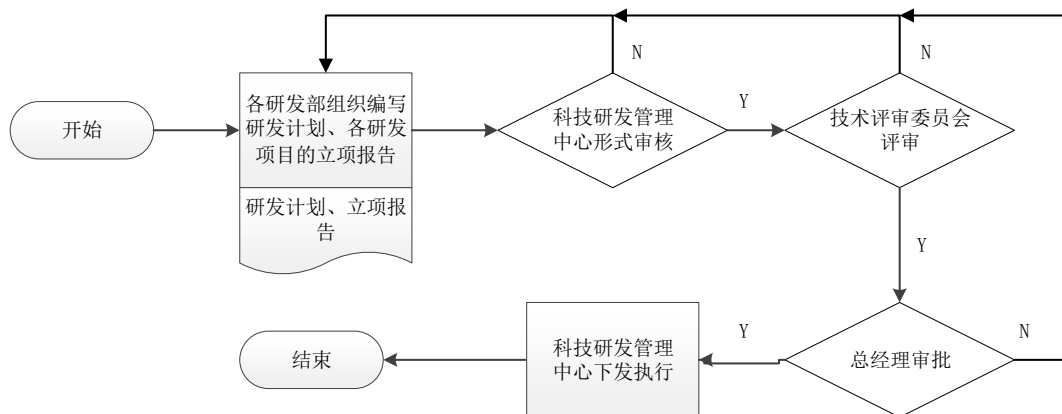 N
N
开始
各研发部组织编写
研发计划、各研发
项目的立项报告
科技研发管理
中心形式审核
Y
技术评审委员会
评审
研发计划、立项报
告
Y
结束
科技研发管理
中心下发执行
Y
总经理审批
N